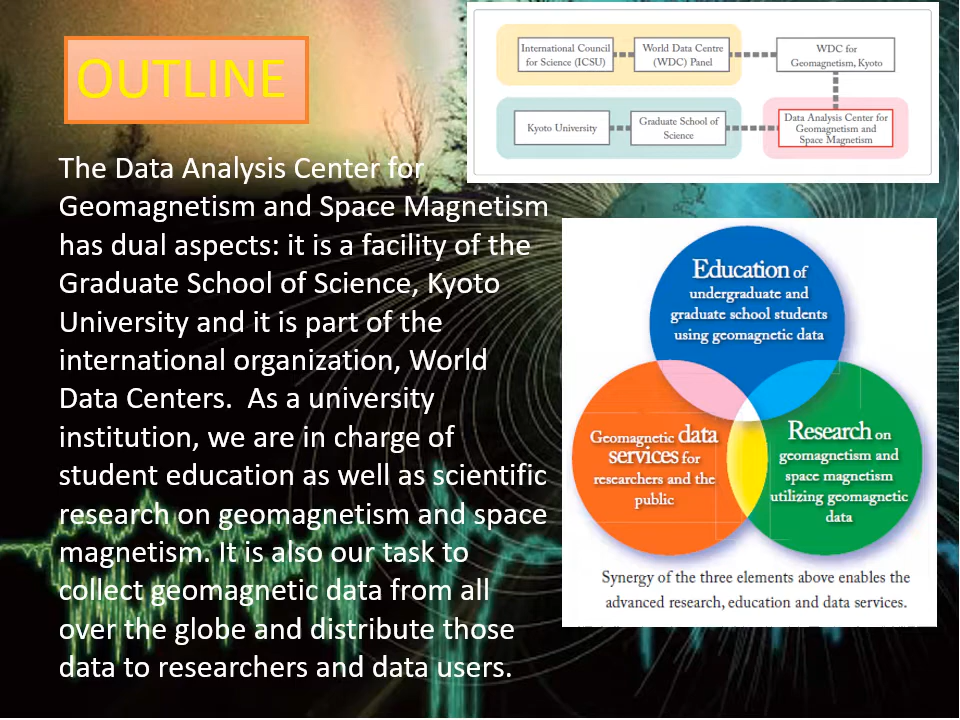 OUTLINE
International Council
for Science (ICSU)
World Data Centre
(WDC) Panel
WDC for
Geomagnetism, Kyoto
Kyoto University
Graduate School of
Science
Data Analysis Center for
Geomagnetism and
Space Magnetism
The Data Analysis Center for
Geomagnetism and Space Magnetism
has dual aspects: it is a facility of the
Graduate School of Science, Kyoto
University and it is part of the
international organization, World
Data Centers.  As a university
institution, we are in charge of
student education as well as scientific
research on geomagnetism and space
magnetism. It is also our task to
collect geomagnetic data from all
over the globe and distribute those
data to researchers and data users.
Education of
undergraduate and
graduate school students
using geomagnetic data
Geomagnetic data
services for
researchers and the
public
Research on
geomagnetism and
space magnetism
utilizing geomagnetic
data
Synergy of the three elements above enables the
advanced research, education and data services.